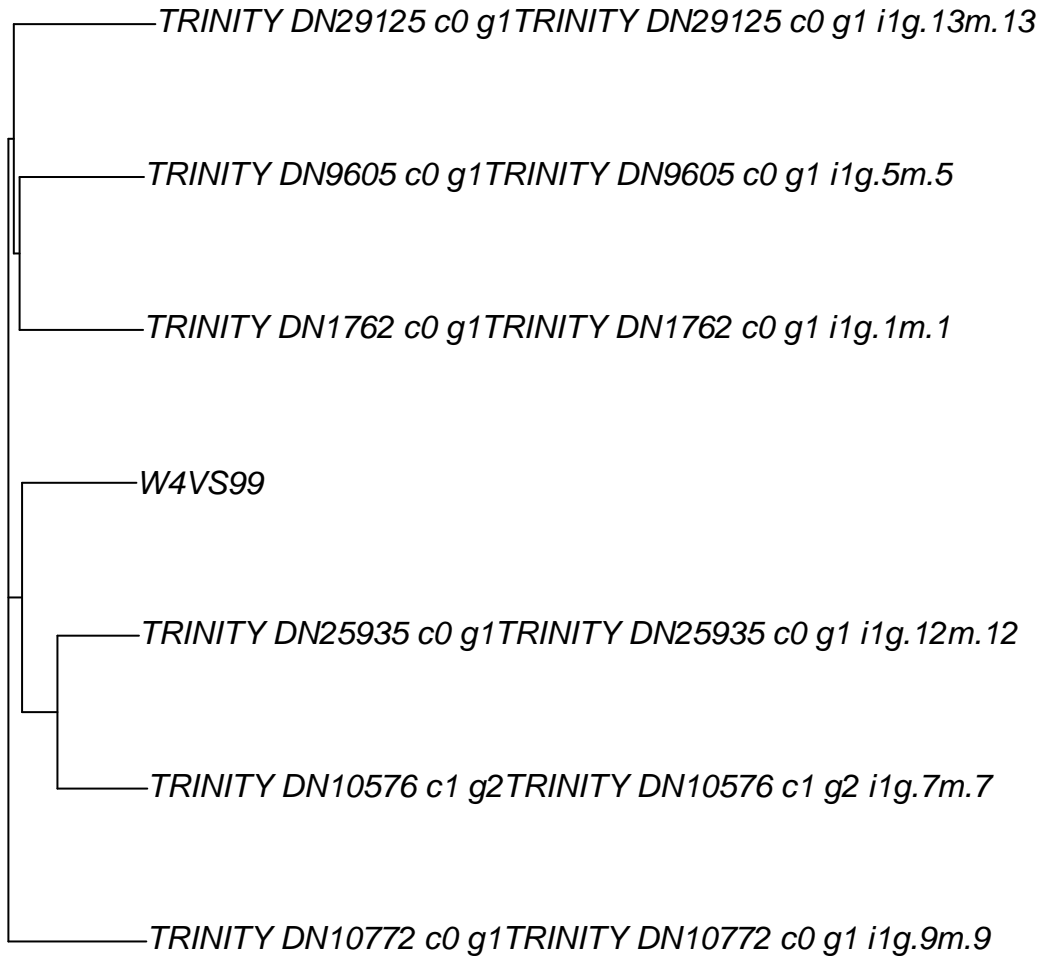 TRINITY DN29125 c0 g1TRINITY DN29125 c0 g1 i1g.13m.13
TRINITY DN9605 c0 g1TRINITY DN9605 c0 g1 i1g.5m.5
TRINITY DN1762 c0 g1TRINITY DN1762 c0 g1 i1g.1m.1
W4VS99
TRINITY DN25935 c0 g1TRINITY DN25935 c0 g1 i1g.12m.12
TRINITY DN10576 c1 g2TRINITY DN10576 c1 g2 i1g.7m.7
TRINITY DN10772 c0 g1TRINITY DN10772 c0 g1 i1g.9m.9